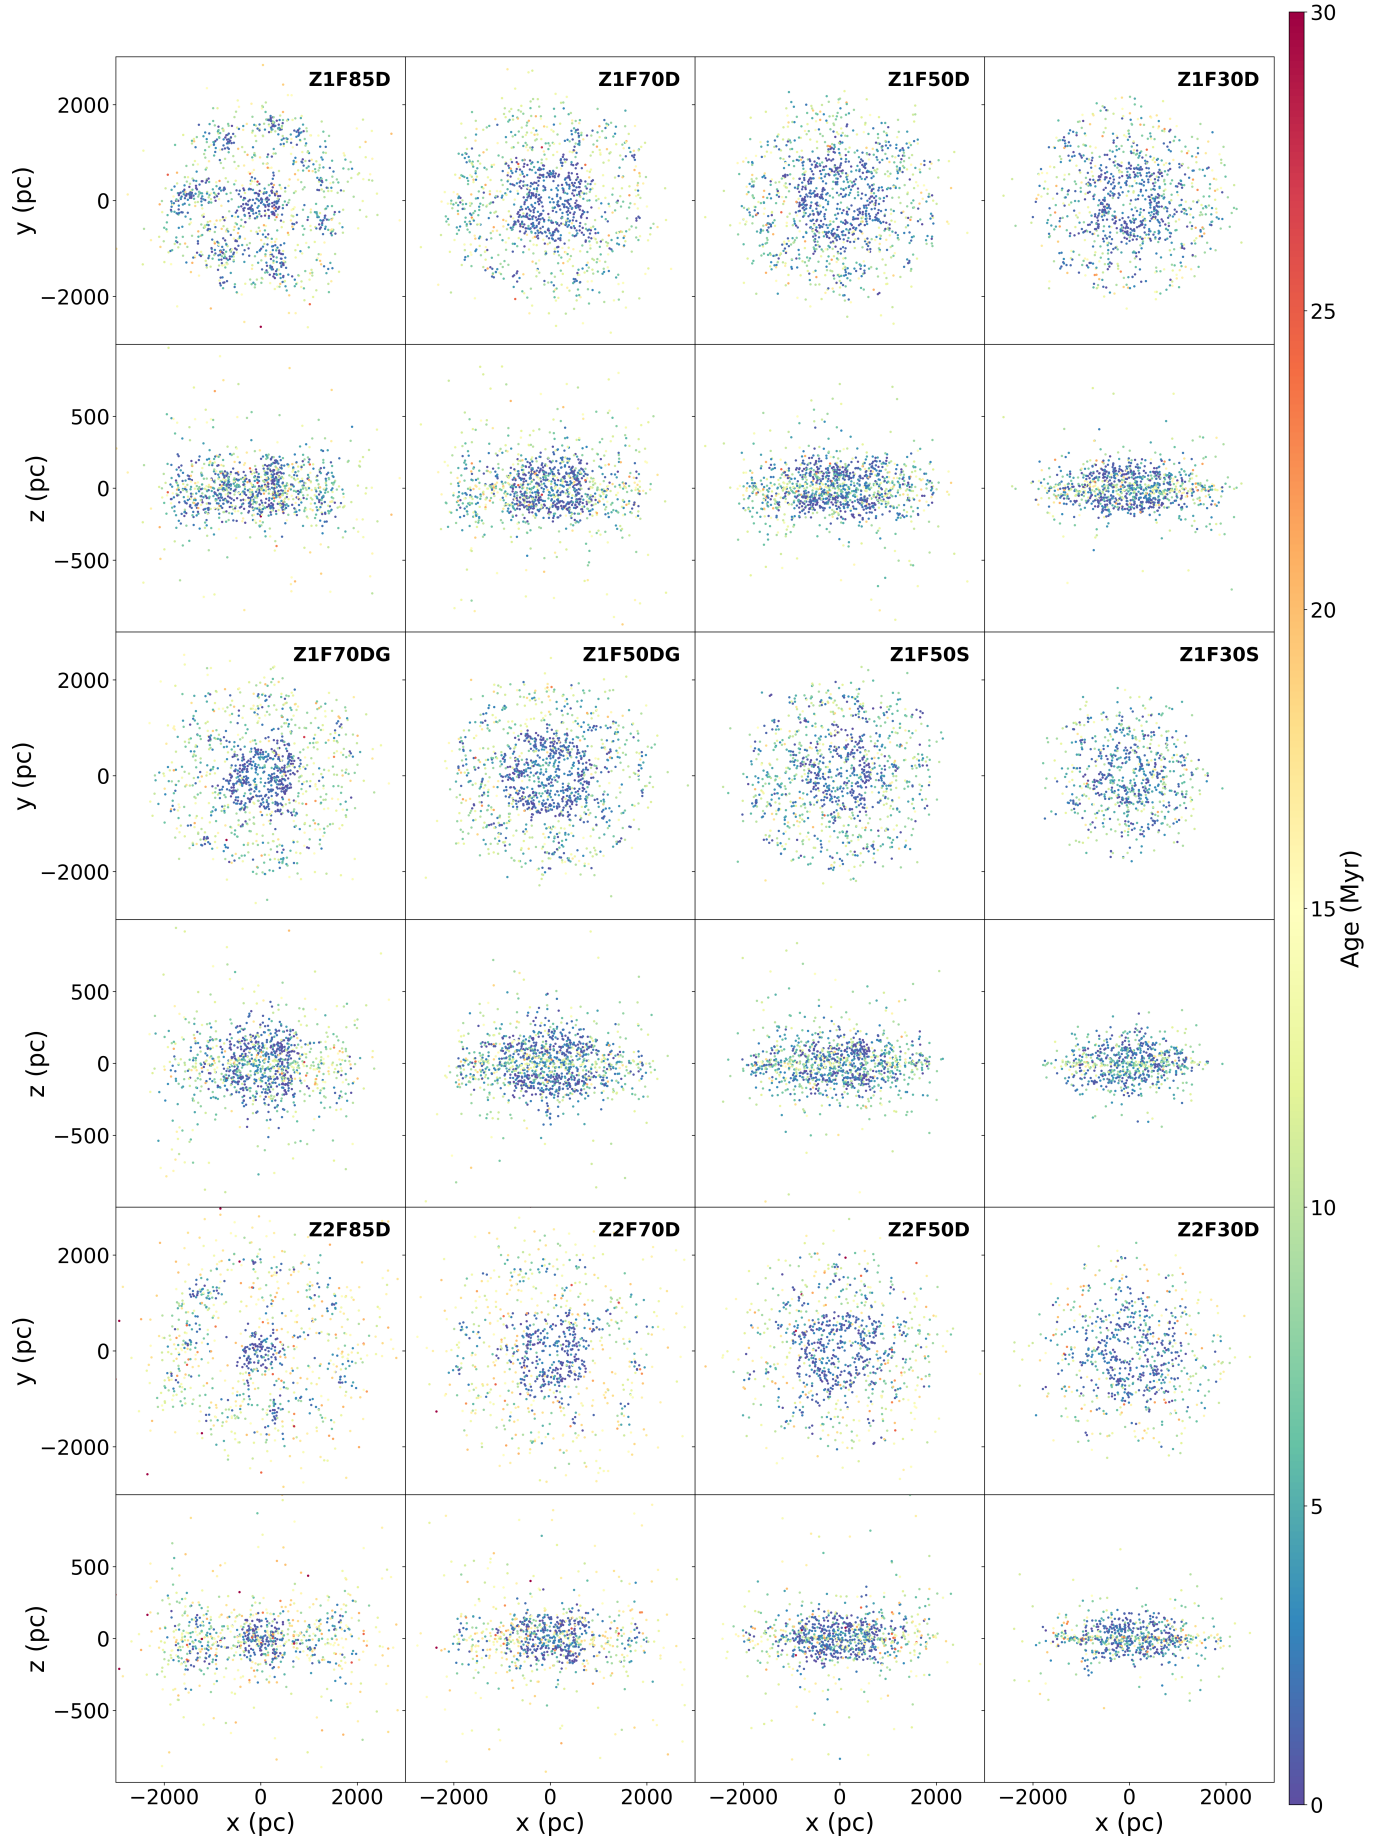 30
Z1F85D Z1F70D Z1F50D Z1F30D
2000
y (pc)
0
−2000
25
500
z (pc)
0
−500
20
Z1F70DG Z1F50DG Z1F50S Z1F30S
2000
y (pc)
0
−2000
15
Age (Myr)
500
z (pc)
0
−500
10
Z2F85D Z2F70D Z2F50D Z2F30D
2000
y (pc)
0
−2000
5
500
z (pc)
0
−500
0
−2000 0 2000 −2000 0 2000 −2000 0 2000 −2000 0 2000
x (pc) x (pc) x (pc) x (pc)